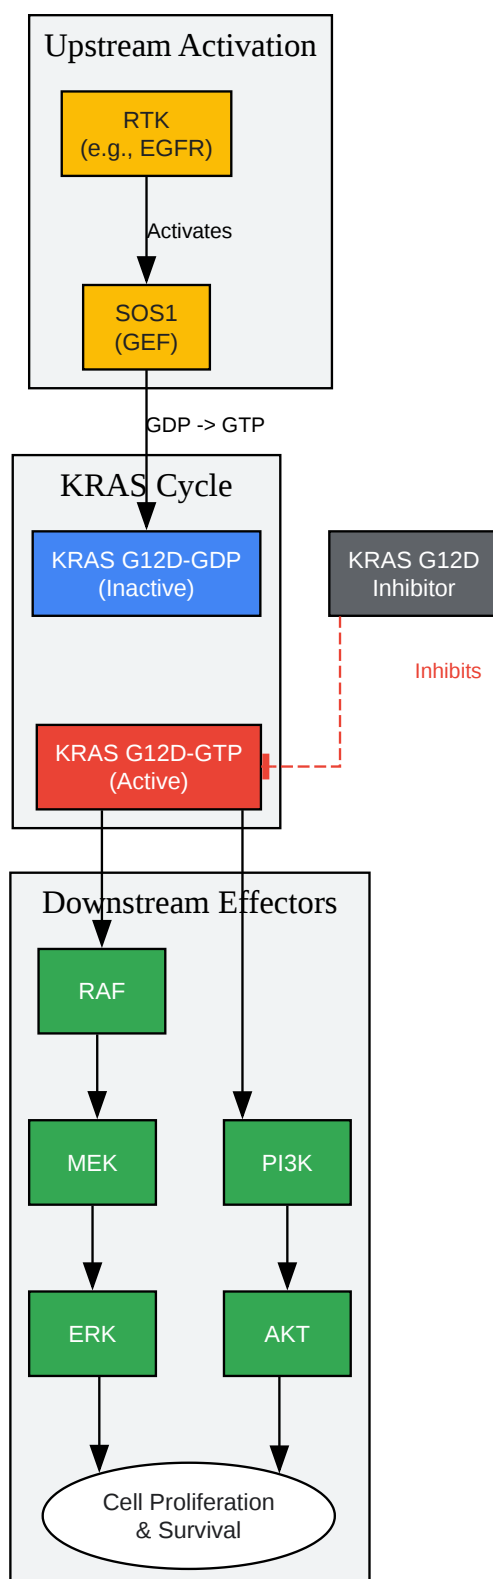 Upstream Activation
RTK
(e.g., EGFR)
Activates
SOS1
(GEF)
GDP -> GTP
KRAS Cycle
KRAS G12D-GDP
(Inactive)
KRAS G12D
Inhibitor
Inhibits
KRAS G12D-GTP
(Active)
Downstream Effectors
RAF
MEK
PI3K
ERK
AKT
Cell Proliferation
& Survival